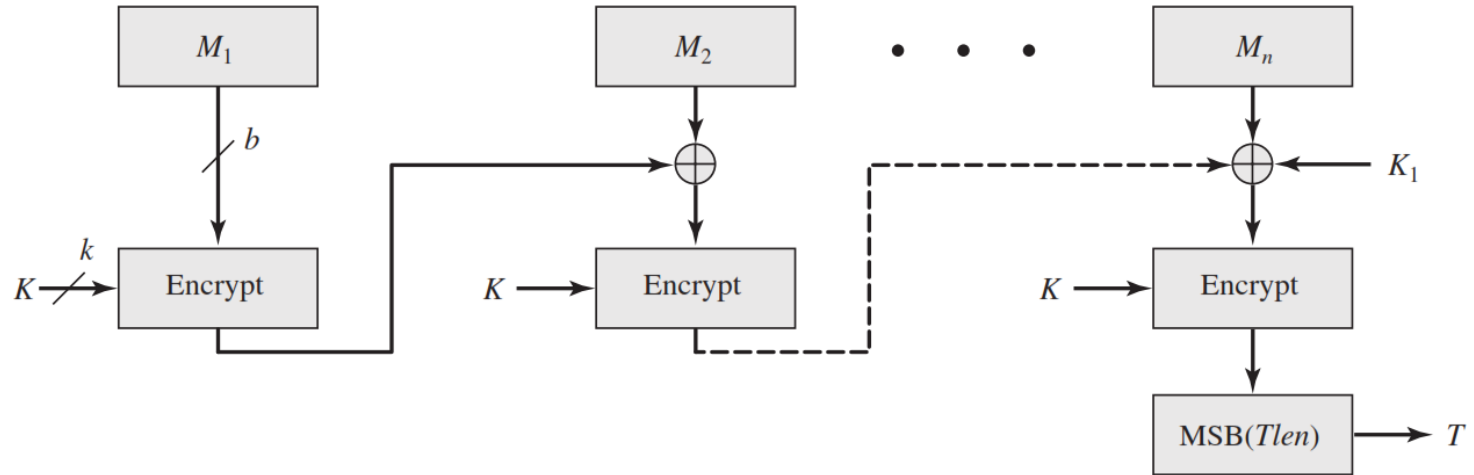 M₁
M₂
• • •
Mₙ
b
K₁
k
K
Encrypt
K
Encrypt
K
Encrypt
MSB(Tlen)
T